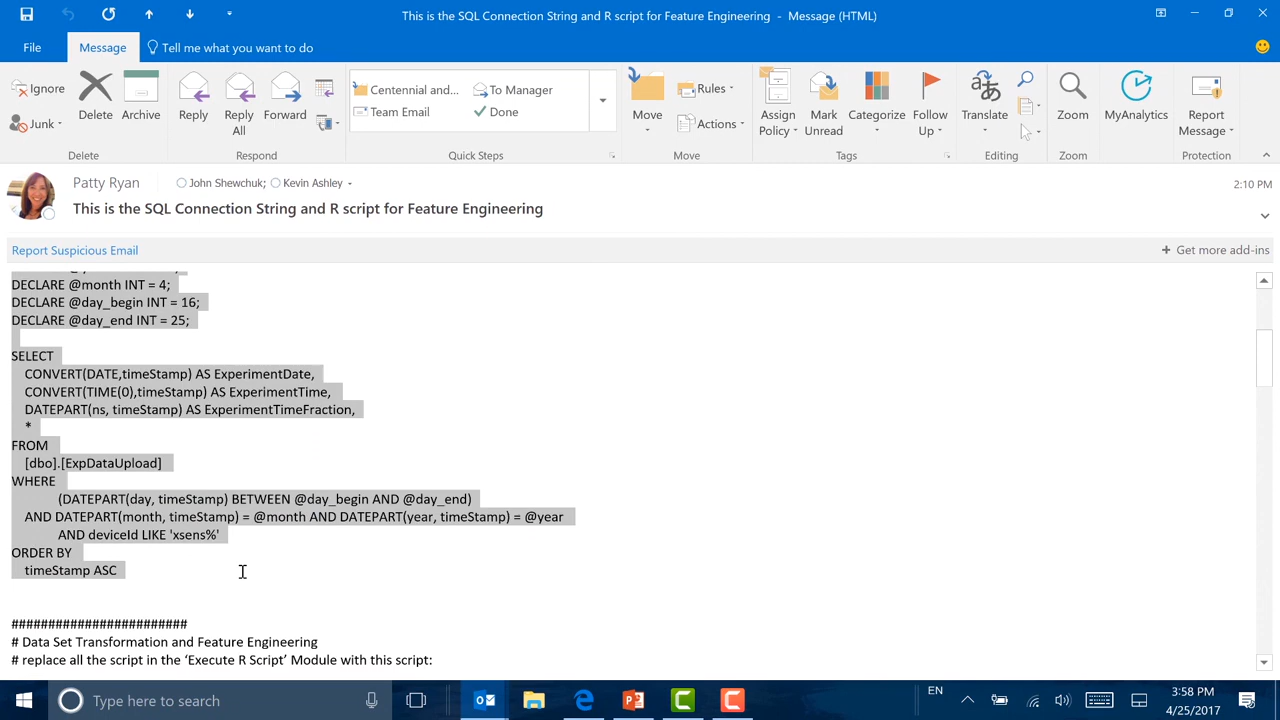 This is the SQL Connection String and R script for Feature Engineering - Message (HTML)
File Message Tell me what you want to do
Ignore
Junk
Delete
Archive
Delete
Reply
Reply All
Forward
Respond
Centennial and...
To Manager
Team Email
Done
Quick Steps
Move
Rules
Actions
Move
Assign Policy
Mark Unread
Categorize
Follow Up
Tags
Translate
Editing
Zoom
Zoom
MyAnalytics
Report Message
Protection
Patty Ryan John Shewchuk; Kevin Ashley
2:10 PM
This is the SQL Connection String and R script for Feature Engineering
Report Suspicious Email
+ Get more add-ins
DECLARE @month INT = 4;
DECLARE @day_begin INT = 16;
DECLARE @day_end INT = 25;
SELECT
CONVERT(DATE,timeStamp) AS ExperimentDate,
CONVERT(TIME(0),timeStamp) AS ExperimentTime,
DATEPART(ns, timeStamp) AS ExperimentTimeFraction,
*
FROM
[dbo].[ExpDataUpload]
WHERE
(DATEPART(day, timeStamp) BETWEEN @day_begin AND @day_end)
AND DATEPART(month, timeStamp) = @month AND DATEPART(year, timeStamp) = @year
AND deviceId LIKE 'xsens%'
ORDER BY
timeStamp ASC
########################
# Data Set Transformation and Feature Engineering
# replace all the script in the ‘Execute R Script’ Module with this script:
Type here to search
EN
3:58 PM
4/25/2017